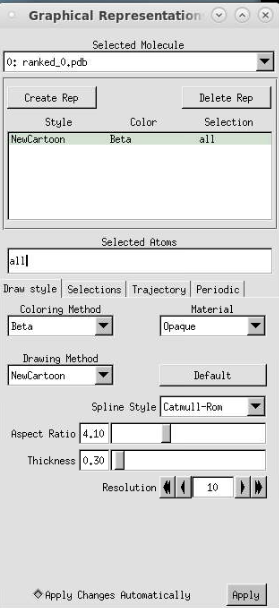 Graphical Representation
Selected Molecule
0: ranked_0.pdb
Create Rep Delete Rep
Style Color Selection
NewCartoon Beta all
Selected Atoms
all
Draw style Selections Trajectory Periodic
Coloring Method Material
Beta Opaque
Drawing Method
NewCartoon Default
Spline Style Catmull-Rom
Aspect Ratio 4.10
Thickness 0.30
Resolution 10
Apply Changes Automatically Apply